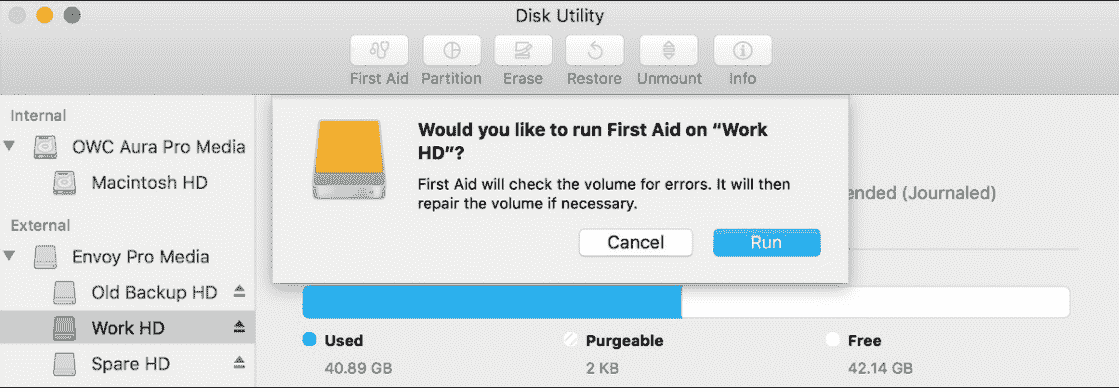 Disk Utility
First Aid Partition Erase Restore Unmount Info
Internal
OWC Aura Pro Media
Macintosh HD
External
Envoy Pro Media
Old Backup HD
Work HD
Spare HD
Would you like to run First Aid on “Work
HD”?
First Aid will check the volume for errors. It will then
repair the volume if necessary.
Cancel Run
ended (Journaled)
Used Purgeable Free
40.89 GB 2 KB 42.14 GB